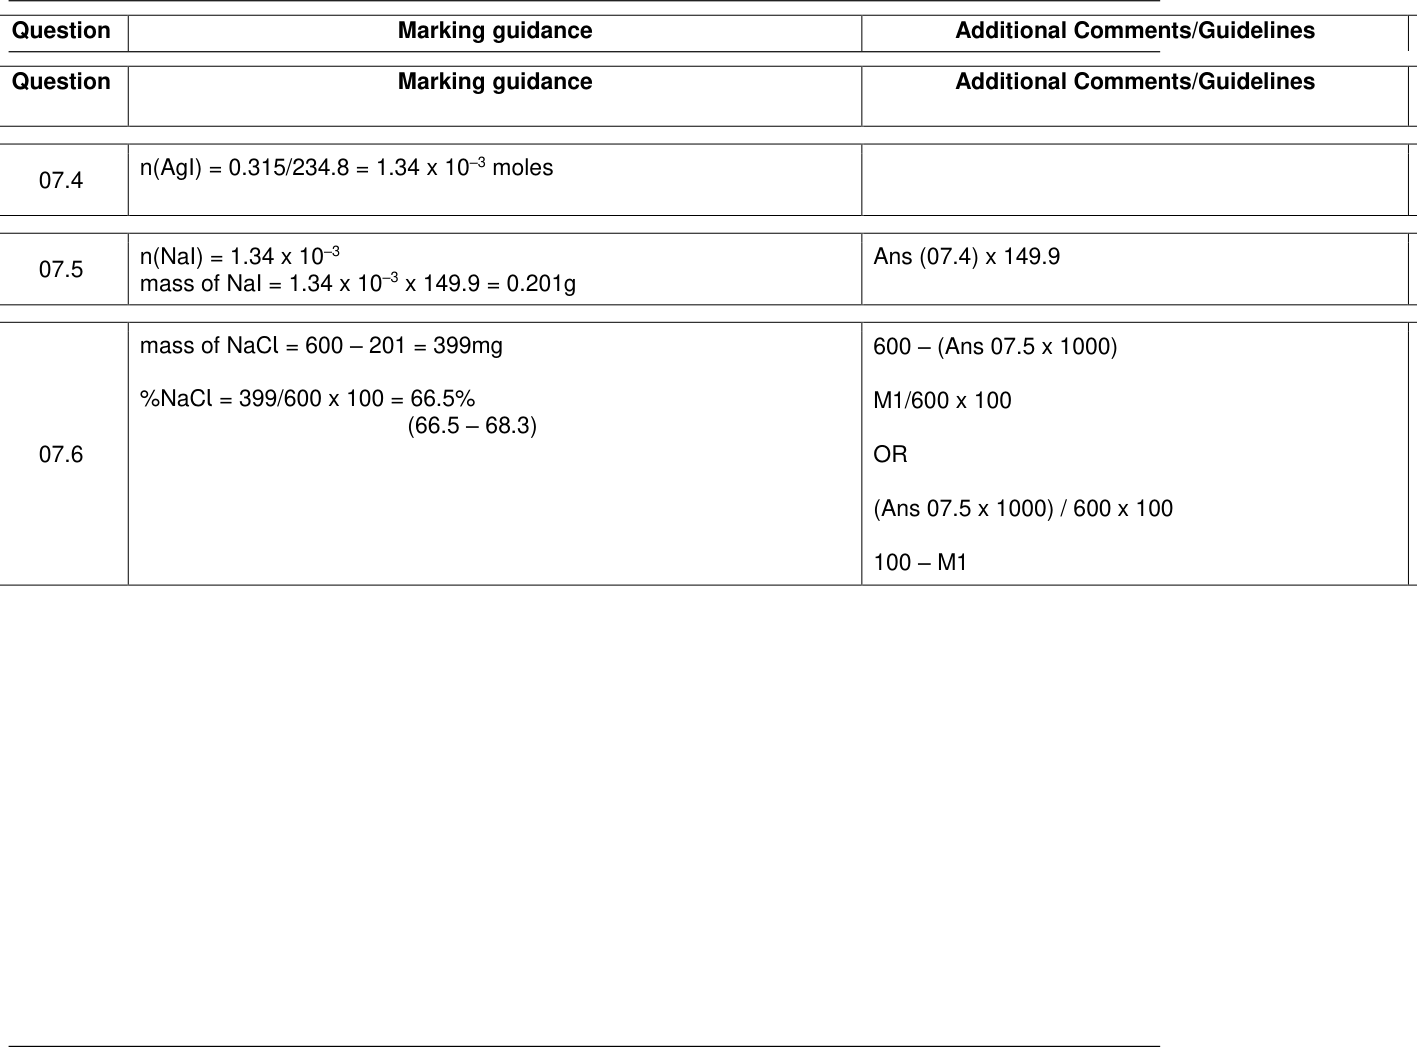 Question Marking guidance Additional Comments/Guidelines
Question Marking guidance Additional Comments/Guidelines
07.4
n(AgI) = 0.315/234.8 = 1.34 x 10⁻³ moles
07.5
n(NaI) = 1.34 x 10⁻³
mass of NaI = 1.34 x 10⁻³ x 149.9 = 0.201g
Ans (07.4) x 149.9
07.6
mass of NaCl = 600 – 201 = 399mg
%NaCl = 399/600 x 100 = 66.5%
(66.5 – 68.3)
600 – (Ans 07.5 x 1000)
M1/600 x 100
OR
(Ans 07.5 x 1000) / 600 x 100
100 – M1